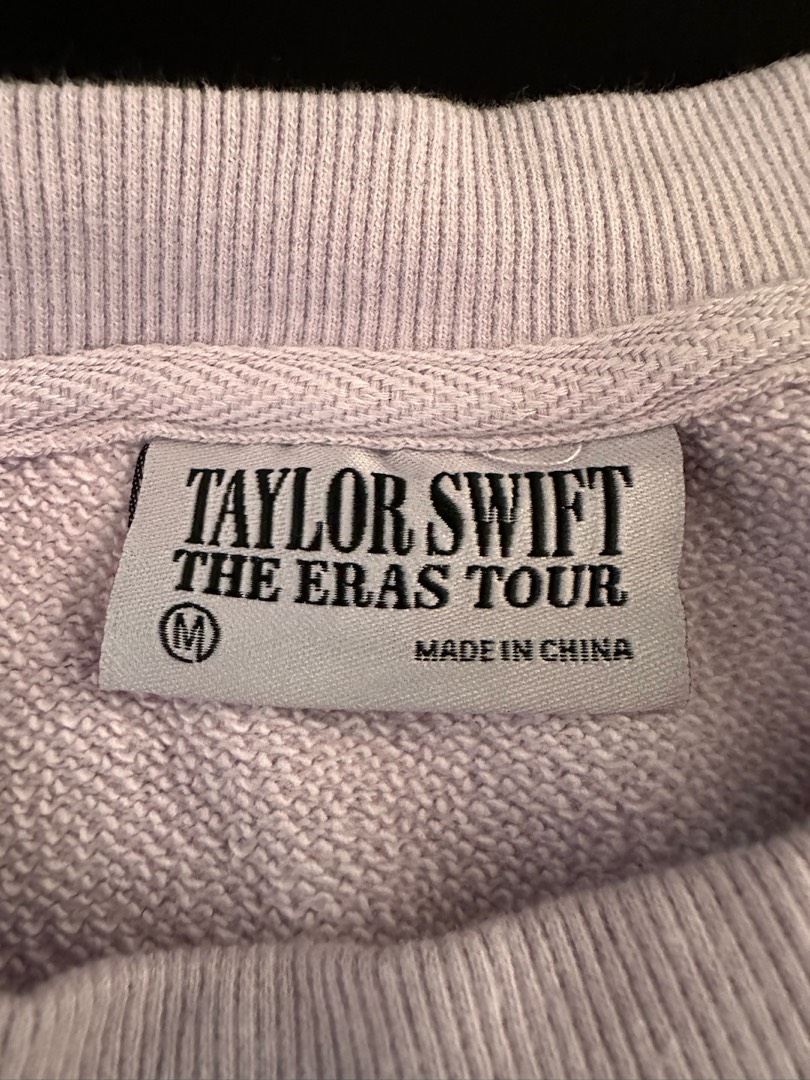 TAYLOR SWIFT
THE ERAS TOUR
M
MADE IN CHINA